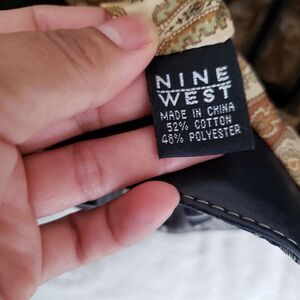 NINE
WEST
MADE IN CHINA
52% COTTON
48% POLYESTER